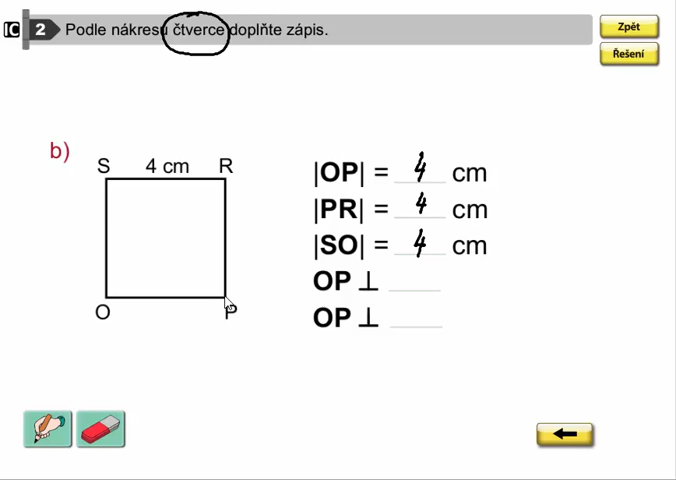 2 Podle nákresu čtverce doplňte zápis.
Zpět
Řešení
b)
S 4 cm R
O P
|OP| = 4 cm
|PR| = 4 cm
|SO| = 4 cm
OP ⊥
OP ⊥